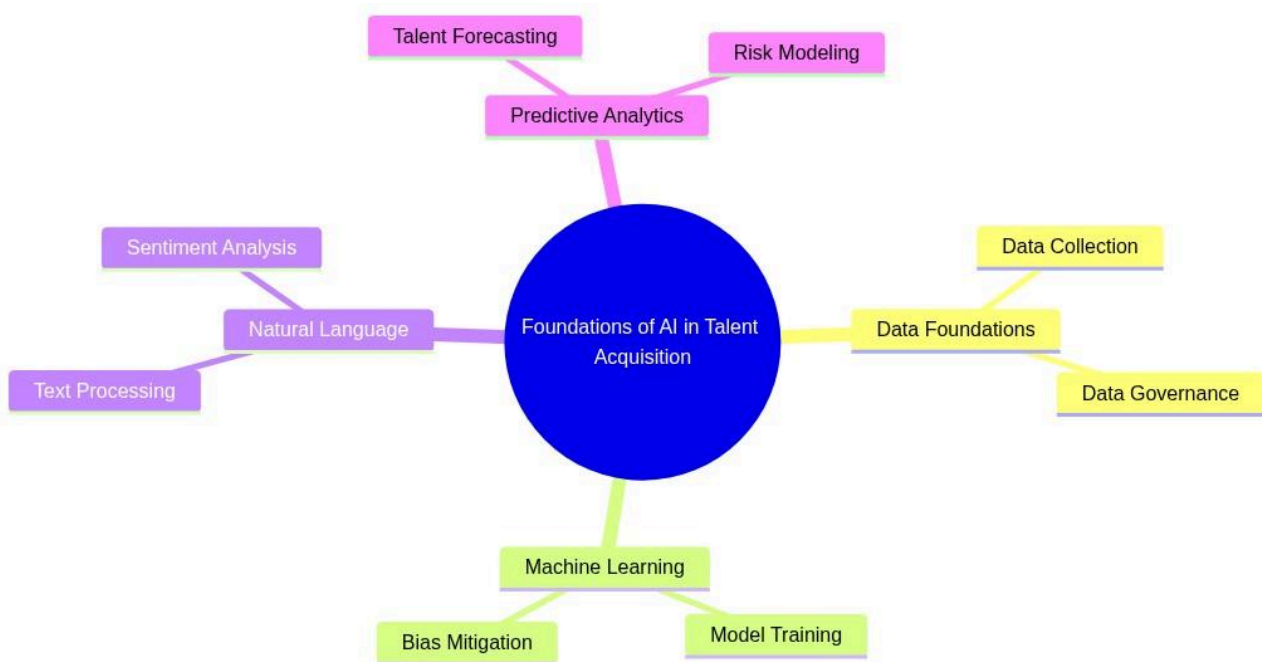 Talent Forecasting
Risk Modeling
Predictive Analytics
Sentiment Analysis
Data Collection
Natural Language
Foundations of AI in Talent
Acquisition
Data Foundations
Text Processing
Data Governance
Machine Learning
Bias Mitigation
Model Training